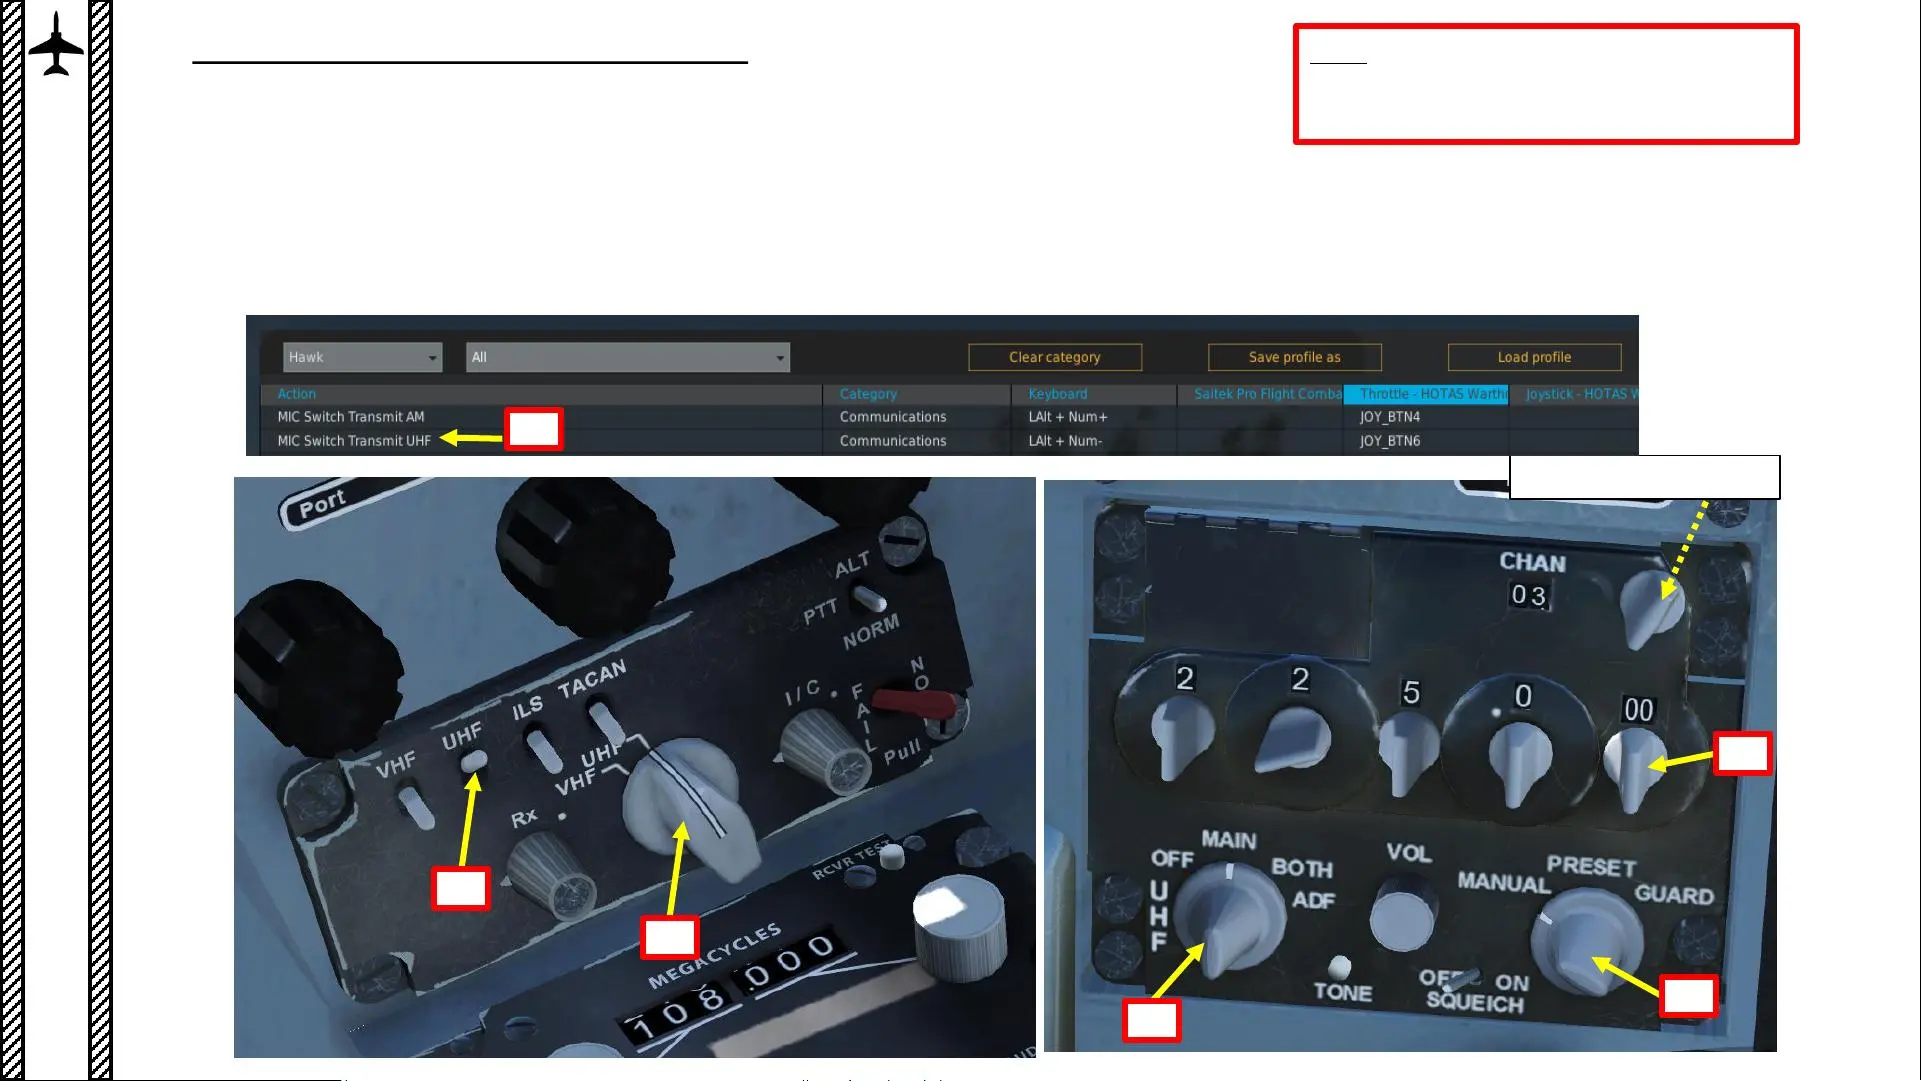 Hawk
All
Clear category
Save profile as
Load profile
Action
Category
Keyboard
Saitek Pro Flight Comba
Throttle - HOTAS Warth
Joystick - HOTAS W
MIC Switch Transmit AM
Communications
LAlt + Num+
JOY_BTN4
MIC Switch Transmit UHF
Communications
LAlt + Num-
JOY_BTN6
Port
ALT
PTT
NORM
NO
FAIL
I/C
Pull
TACAN
ILS
UHF
VHF
UHF
VHF
Rx
RCVR TEST
MEGACYCLES
108.000
CHAN
03
2
2
5
0
00
MAIN
OFF
BOTH
ADF
UHF
VOL
TONE
PRESET
MANUAL
GUARD
ON
SQUEICH